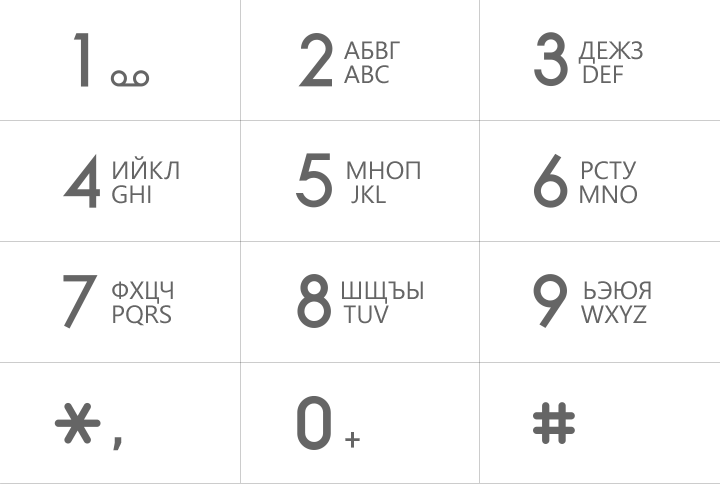 1
2 АБВГ
ABC
3 ДЕЖЗ
DEF
4 ИЙКЛ
GHI
5 МНОП
JKL
6 РСТУ
MNO
7 ФХЦЧ
PQRS
8 ШЩЪЫ
TUV
9 ЬЭЮЯ
WXYZ
* ,
0 +
#